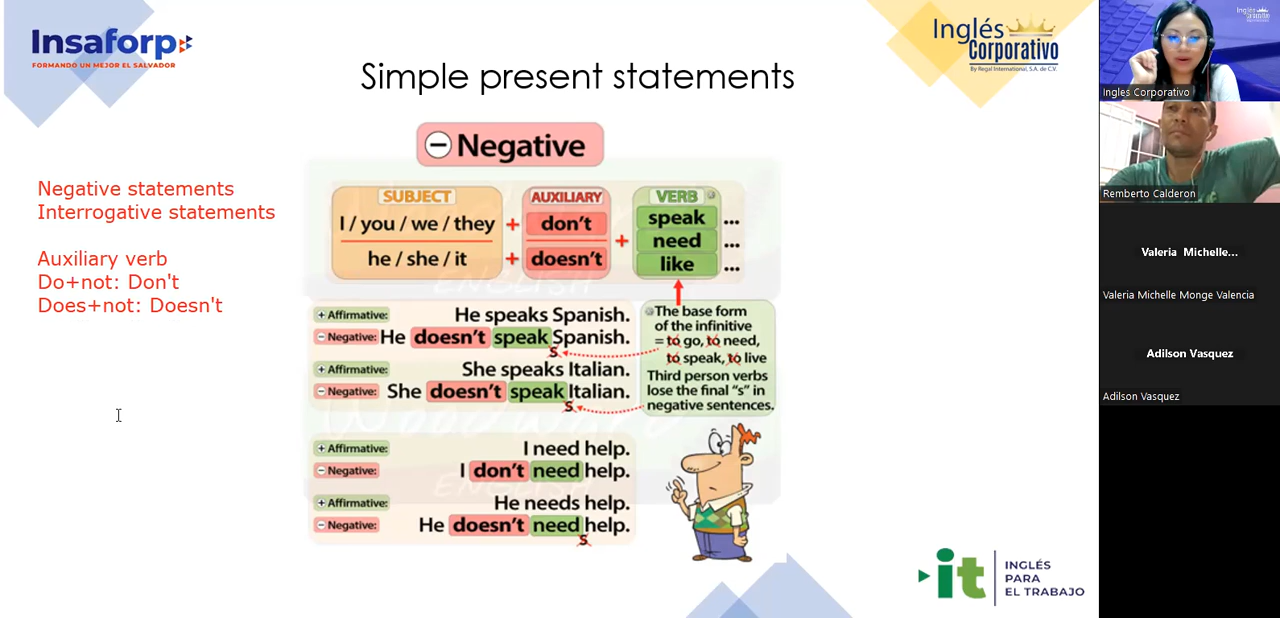 Insaforp
FORMANDO UN MEJOR EL SALVADOR
Inglés
Corporativo
By Regal International, S.A. de C.V.
Simple present statements
Negative statements
Interrogative statements
Auxiliary verb
Do+not: Don't
Does+not: Doesn't
− Negative
SUBJECT AUXILIARY VERB
I / you / we / they + don't + speak ...
need ...
he / she / it + doesn't like ...
+ Affirmative: He speaks Spanish.
− Negative: He doesn't speak Spanish.
s
+ Affirmative: She speaks Italian.
− Negative: She doesn't speak Italian.
s
The base form
of the infinitive
= to go, to need,
to speak, to live
Third person verbs
lose the final "s" in
negative sentences.
+ Affirmative: I need help.
− Negative: I don't need help.
+ Affirmative: He needs help.
− Negative: He doesn't need help.
s
ENGLISH
Woodward
ENGLISH
it
INGLÉS
PARA
EL TRABAJO
Inglés
Ingles Corporativo
Remberto Calderon
Valeria Michelle...
Valeria Michelle Monge Valencia
Adilson Vasquez
Adilson Vasquez